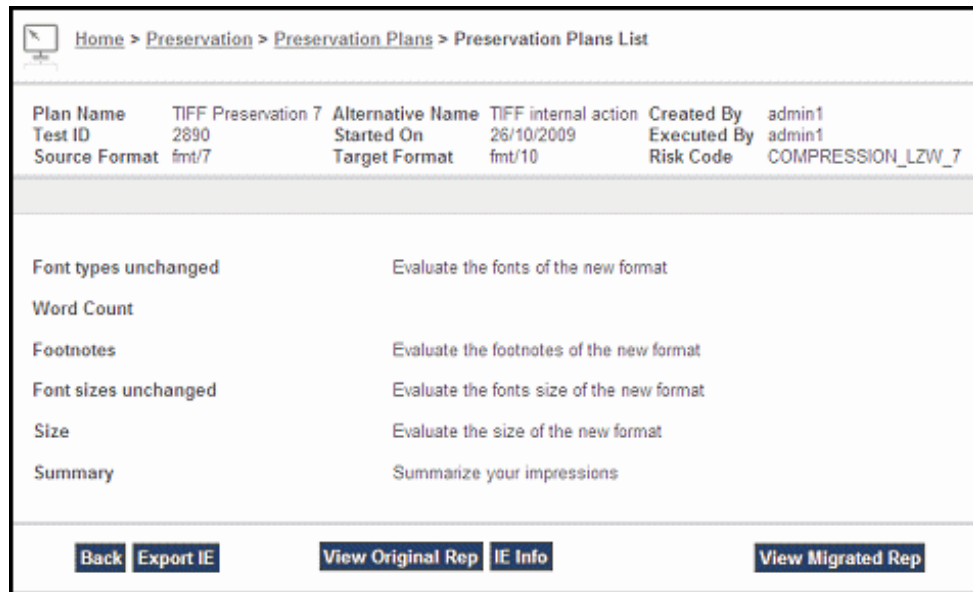 Home > Preservation > Preservation Plans > Preservation Plans List
Plan Name TIFF Preservation 7 Alternative Name TIFF internal action Created By admin1
Test ID 2890 Started On 26/10/2009 Executed By admin1
Source Format fmt/7 Target Format fmt/10 Risk Code COMPRESSION_LZW_7
Font types unchanged Evaluate the fonts of the new format
Word Count
Footnotes Evaluate the footnotes of the new format
Font sizes unchanged Evaluate the fonts size of the new format
Size Evaluate the size of the new format
Summary Summarize your impressions
Back Export IE View Original Rep IE Info View Migrated Rep